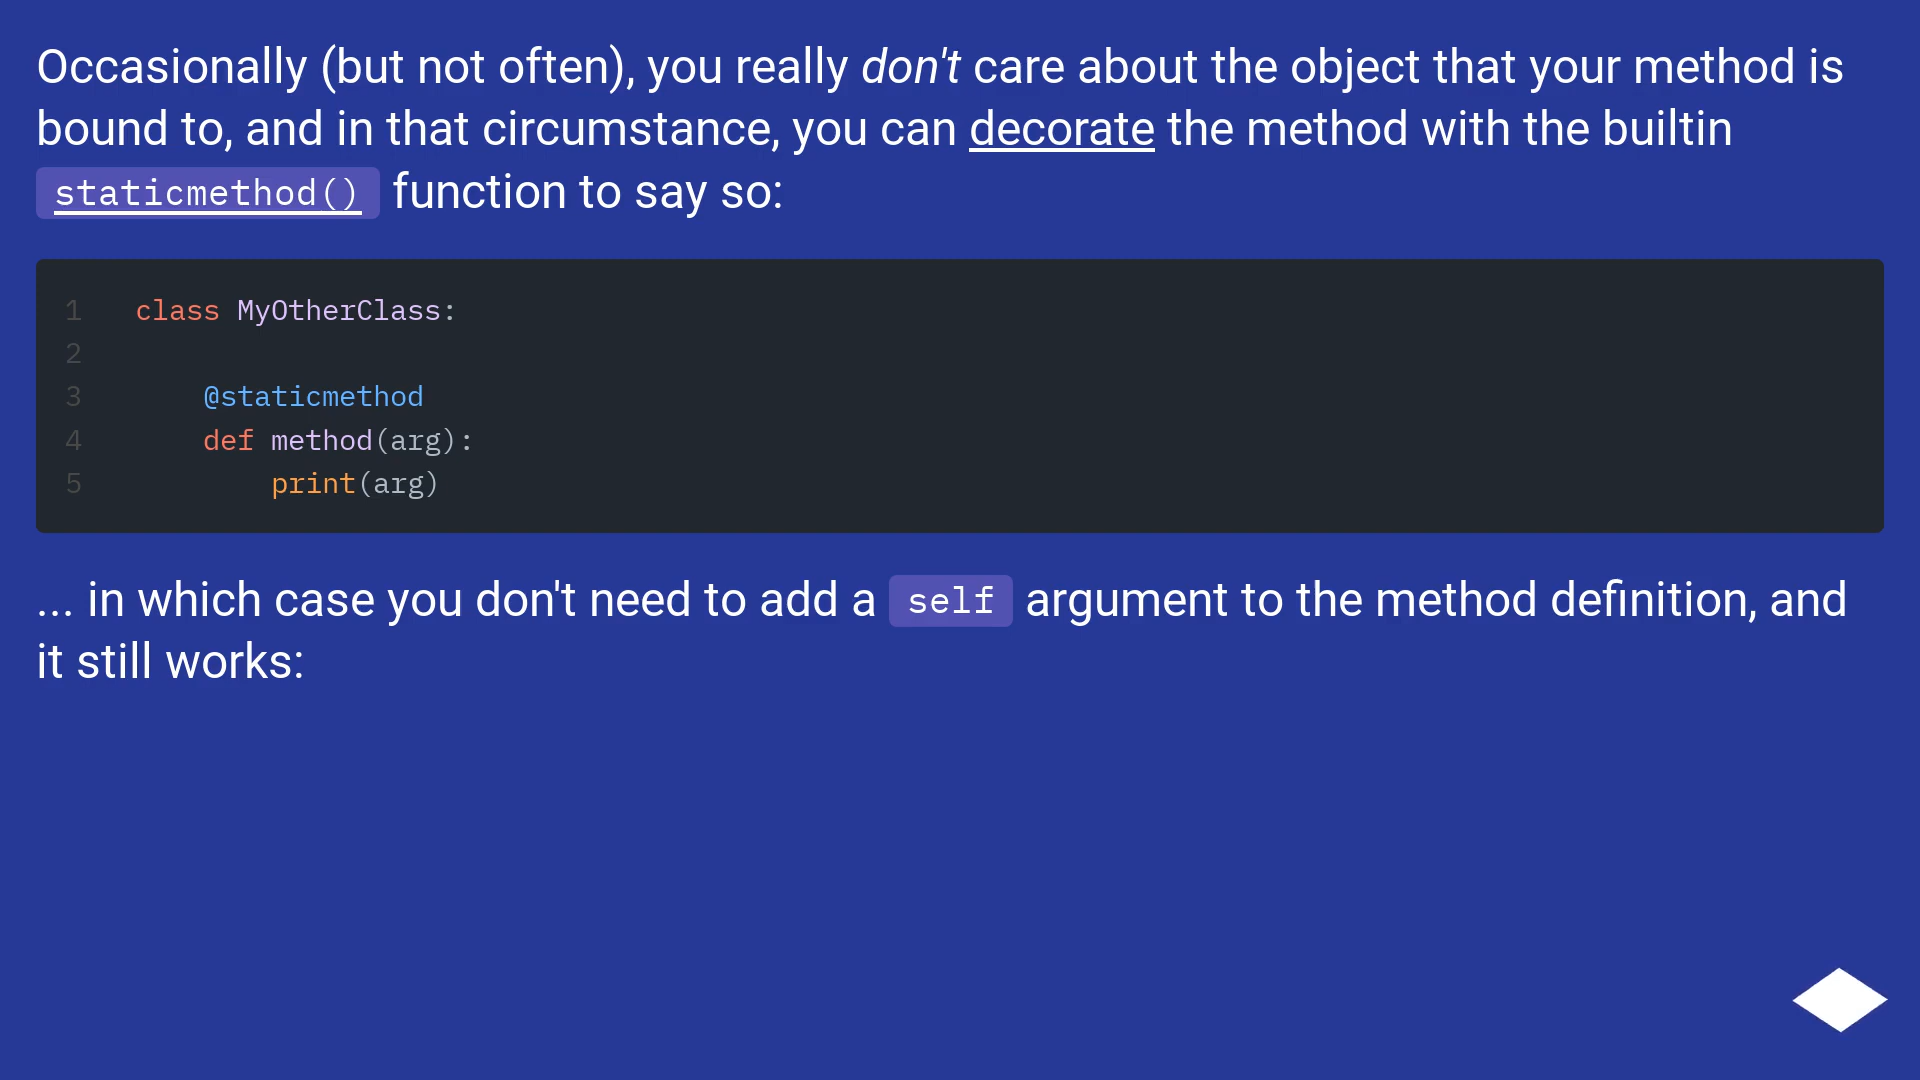 Occasionally (but not often), you really don't care about the object that your method is
bound to, and in that circumstance, you can decorate the method with the builtin
staticmethod() function to say so:
1 class MyOtherClass:
2
3 @staticmethod
4 def method(arg):
5 print(arg)
... in which case you don't need to add a self argument to the method definition, and
it still works: